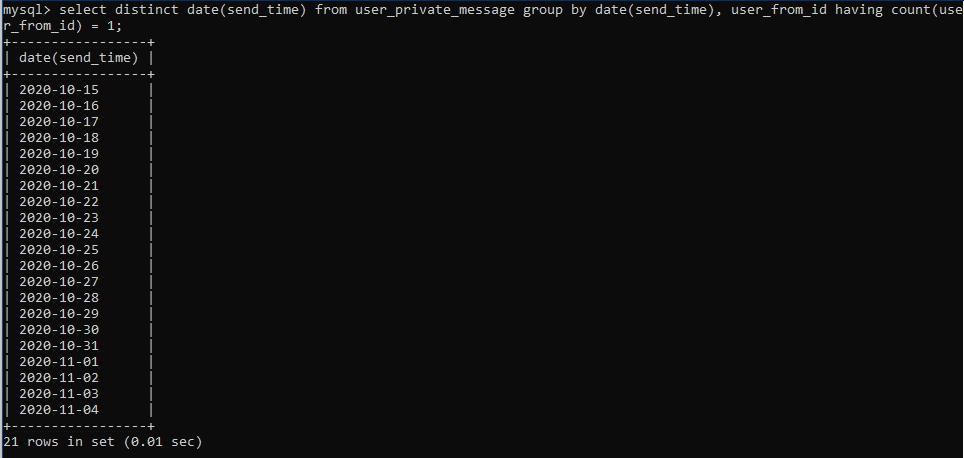 mysql> select distinct date(send_time) from user_private_message group by date(send_time), user_from_id having count(use
r_from_id) = 1;
+-----------------+
| date(send_time) |
+-----------------+
| 2020-10-15      |
| 2020-10-16      |
| 2020-10-17      |
| 2020-10-18      |
| 2020-10-19      |
| 2020-10-20      |
| 2020-10-21      |
| 2020-10-22      |
| 2020-10-23      |
| 2020-10-24      |
| 2020-10-25      |
| 2020-10-26      |
| 2020-10-27      |
| 2020-10-28      |
| 2020-10-29      |
| 2020-10-30      |
| 2020-10-31      |
| 2020-11-01      |
| 2020-11-02      |
| 2020-11-03      |
| 2020-11-04      |
+-----------------+
21 rows in set (0.01 sec)